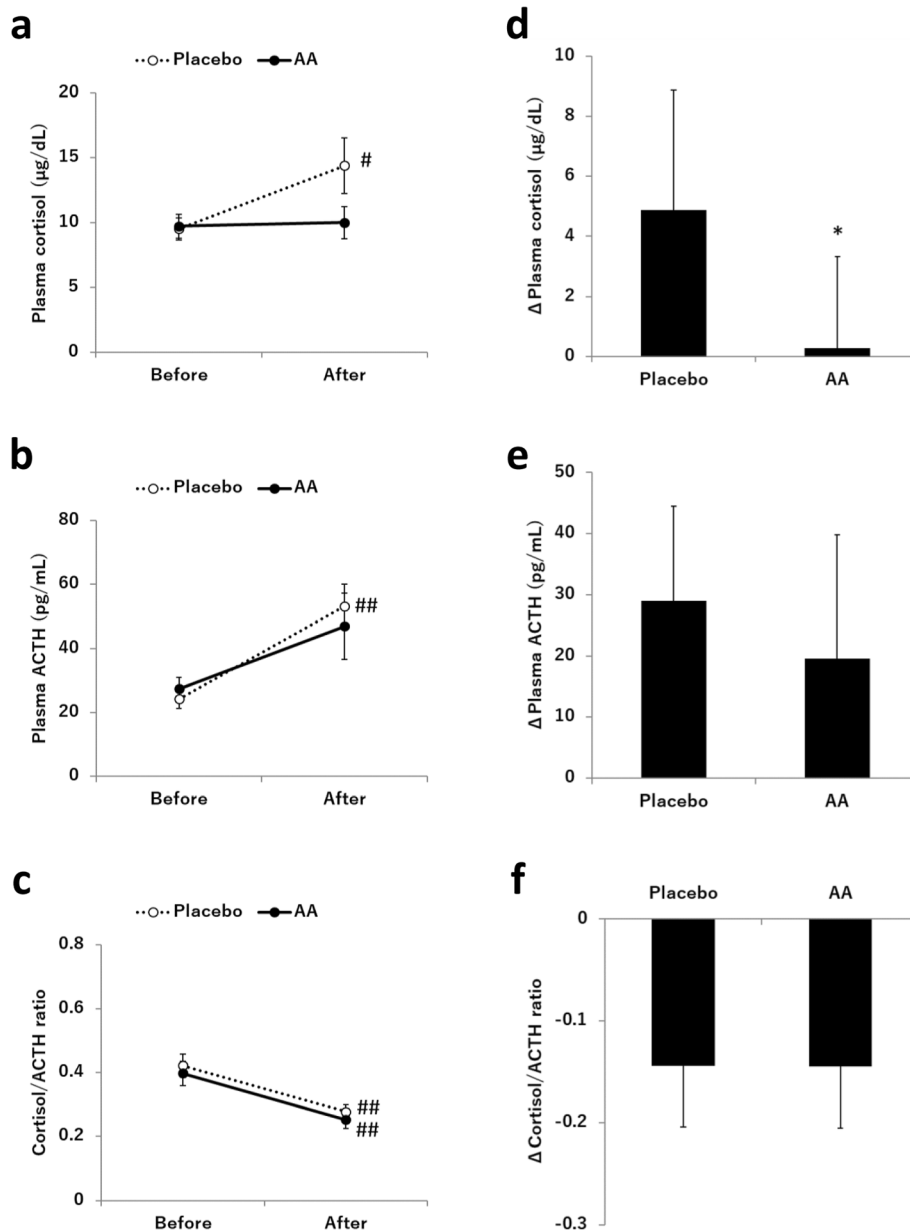 a
Placebo AA
Plasma cortisol (μg/dL)
20
15
10
5
0
#
Before After
d
ΔPlasma cortisol (μg/dL)
10
8
6
4
2
0
*
Placebo AA
b
Placebo AA
Plasma ACTH (pg/mL)
80
60
40
20
0
##
Before After
e
ΔPlasma ACTH (pg/mL)
50
40
30
20
10
0
Placebo AA
c
Placebo AA
Cortisol/ACTH ratio
0.8
0.6
0.4
0.2
0
##
##
Before After
f
Placebo AA
ΔCortisol/ACTH ratio
0
-0.1
-0.2
-0.3